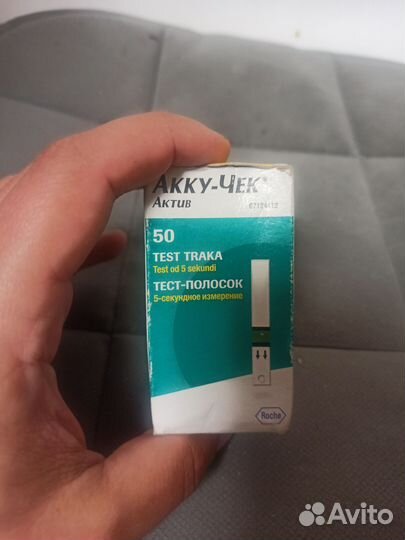 АККУ-ЧЕК
АКТИВ
50
TEST TRAKA
Test od 5 sekundi
ТЕСТ-ПОЛОСОК
5-секундное измерение
Roche
Avito